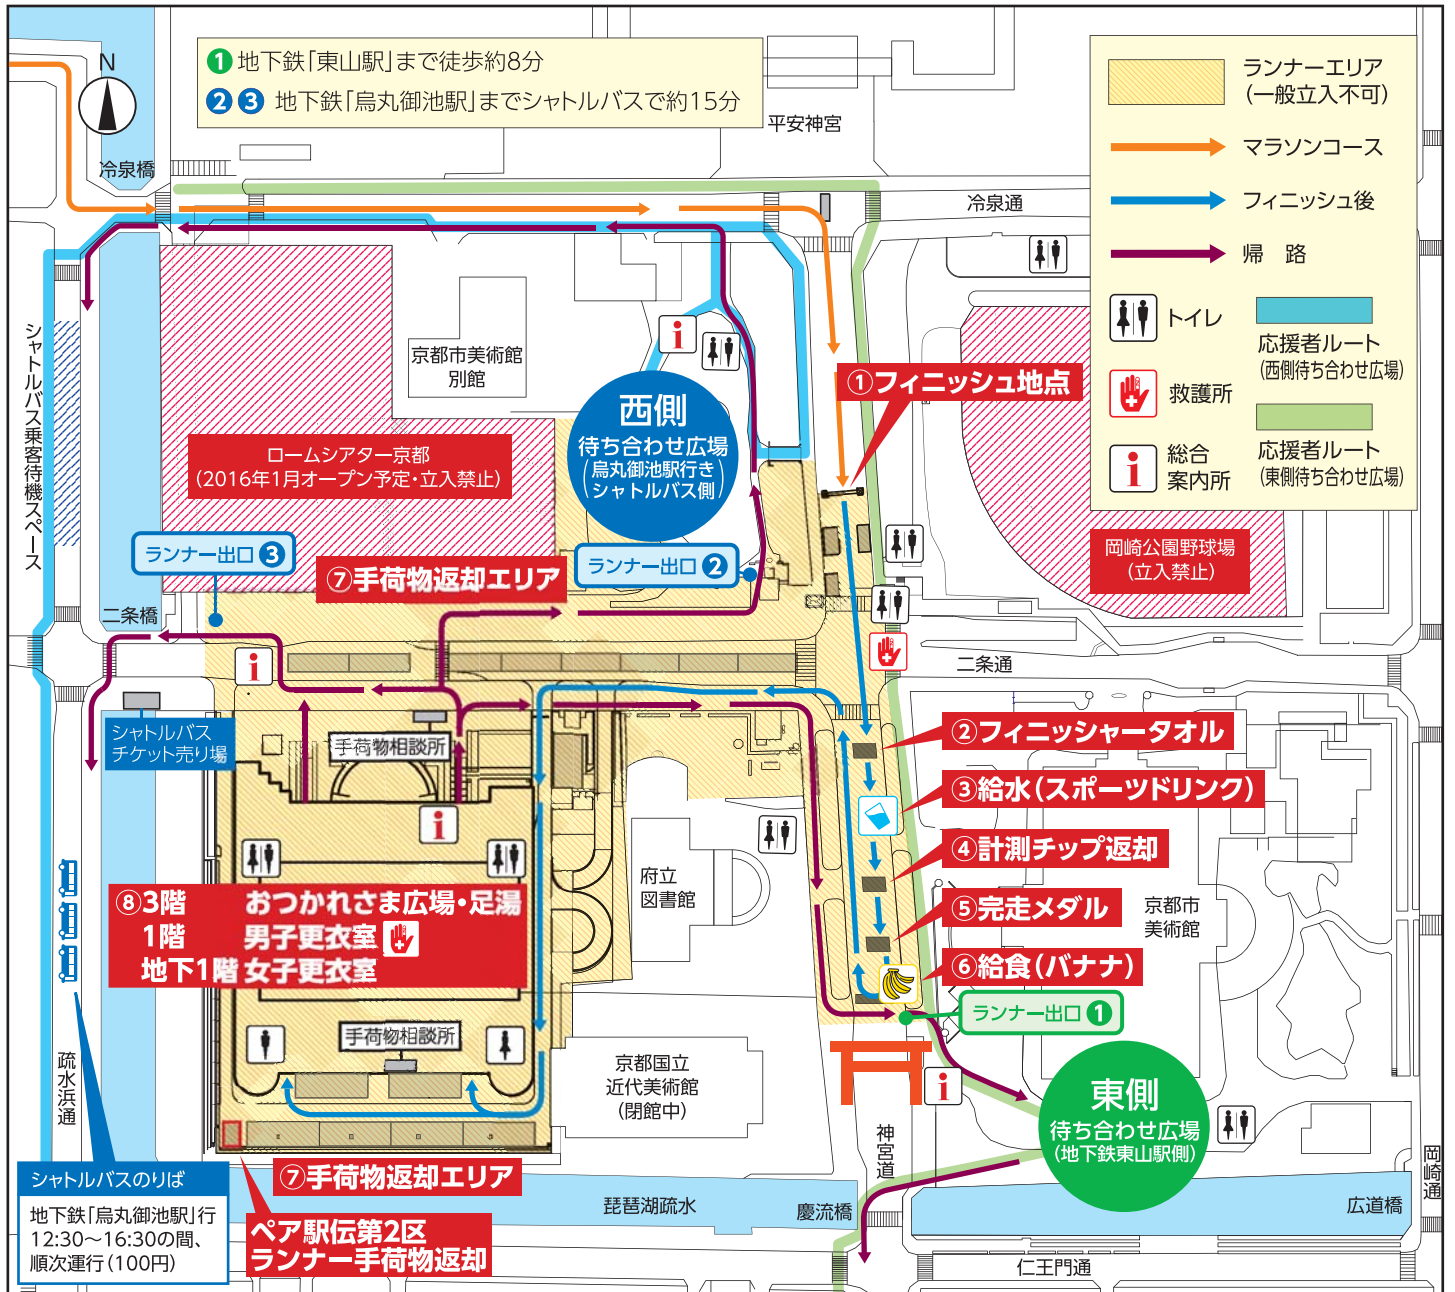 N
① 地下鉄「東山駅」まで徒歩約8分
② ③ 地下鉄「烏丸御池駅」までシャトルバスで約15分
平安神宮
冷泉橋
冷泉通
ランナーエリア
(一般立入不可)
マラソンコース
フィニッシュ後
帰 路
トイレ
応援者ルート
(西側待ち合わせ広場)
救護所
応援者ルート
(東側待ち合わせ広場)
i
総合
案内所
シャトルバス乗客待機スペース
京都市美術館
別館
i
①フィニッシュ地点
西側
待ち合わせ広場
(烏丸御池駅行き
シャトルバス側)
ロームシアター京都
(2016年1月オープン予定・立入禁止)
岡崎公園野球場
(立入禁止)
ランナー出口 ③
⑦手荷物返却エリア
ランナー出口 ②
二条橋
二条通
i
シャトルバス
チケット売り場
手荷物相談所
i
②フィニッシャータオル
③給水(スポーツドリンク)
④計測チップ返却
⑤完走メダル
⑥給食(バナナ)
府立
図書館
京都市
美術館
⑧3階 おつかれさま広場・足湯
1階 男子更衣室
地下1階 女子更衣室
ランナー出口 ①
手荷物相談所
京都国立
近代美術館
(閉館中)
i
東側
待ち合わせ広場
(地下鉄東山駅側)
疏水浜通
神宮道
岡崎通
シャトルバスのりば
地下鉄「烏丸御池駅」行
12:30〜16:30の間、
順次運行(100円)
⑦手荷物返却エリア
ペア駅伝第2区
ランナー手荷物返却
琵琶湖疏水
慶流橋
広道橋
仁王門通